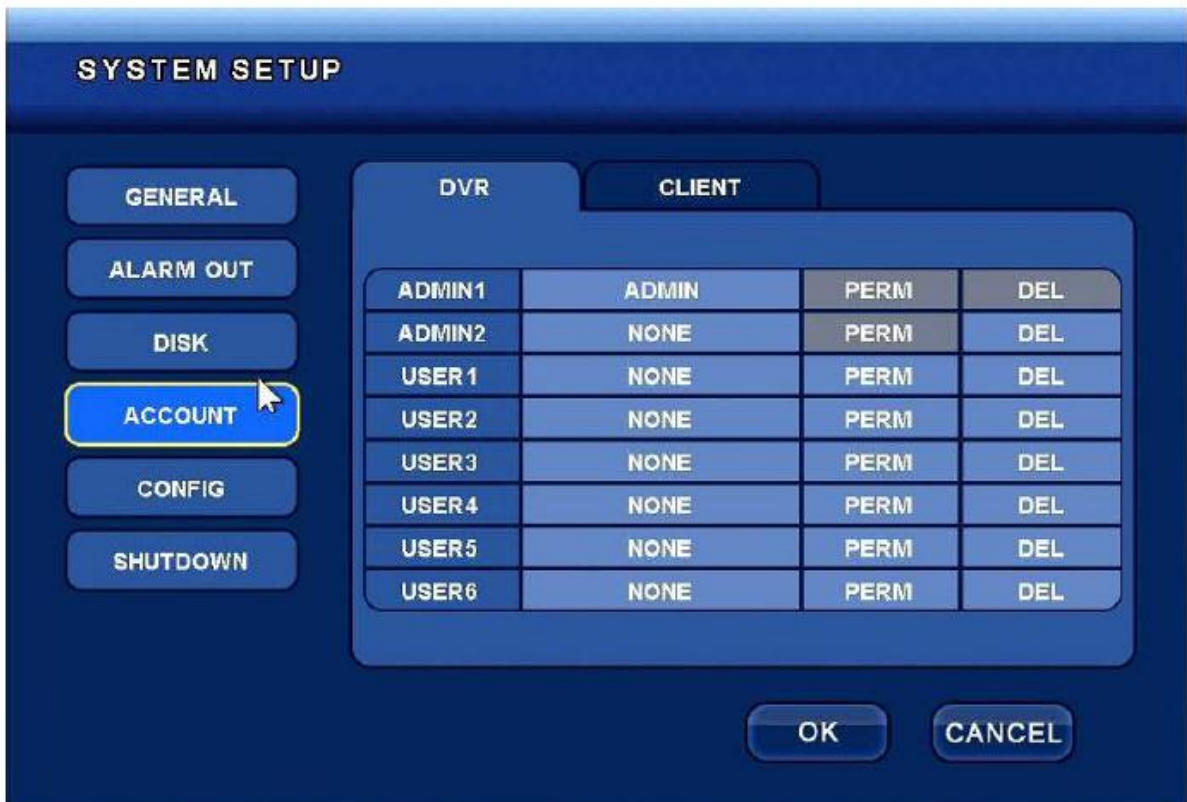 SYSTEM SETUP
GENERAL
ALARM OUT
DISK
ACCOUNT
CONFIG
SHUTDOWN
DVR CLIENT
ADMIN1 ADMIN PERM DEL
ADMIN2 NONE PERM DEL
USER1 NONE PERM DEL
USER2 NONE PERM DEL
USER3 NONE PERM DEL
USER4 NONE PERM DEL
USER5 NONE PERM DEL
USER6 NONE PERM DEL
OK CANCEL